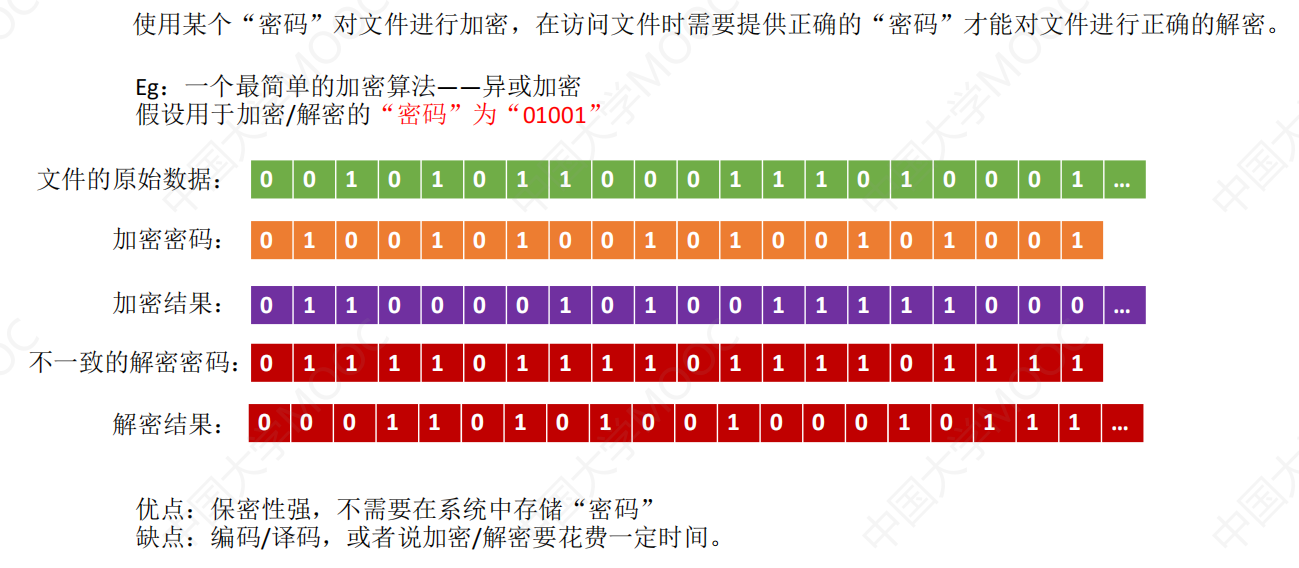 使用某个“密码”对文件进行加密，在访问文件时需要提供正确的“密码”才能对文件进行正确的解密。
Eg：一个最简单的加密算法——异或加密
假设用于加密/解密的“密码”为“01001”
文件的原始数据： 0 0 1 0 1 0 1 1 0 0 0 1 1 1 0 1 0 0 0 1 …
加密密码： 0 1 0 0 1 0 1 0 0 1 0 1 0 0 1 0 1 0 0 1
加密结果： 0 1 1 0 0 0 0 1 0 1 0 0 1 1 1 1 1 0 0 0 …
不一致的解密密码： 0 1 1 1 1 0 1 1 1 1 0 1 1 1 1 0 1 1 1 1
解密结果： 0 0 0 1 1 0 1 0 1 0 0 1 0 0 0 1 0 1 1 1 …
优点：保密性强，不需要在系统中存储“密码”
缺点：编码/译码，或者说加密/解密要花费一定时间。
中国大学MOOC